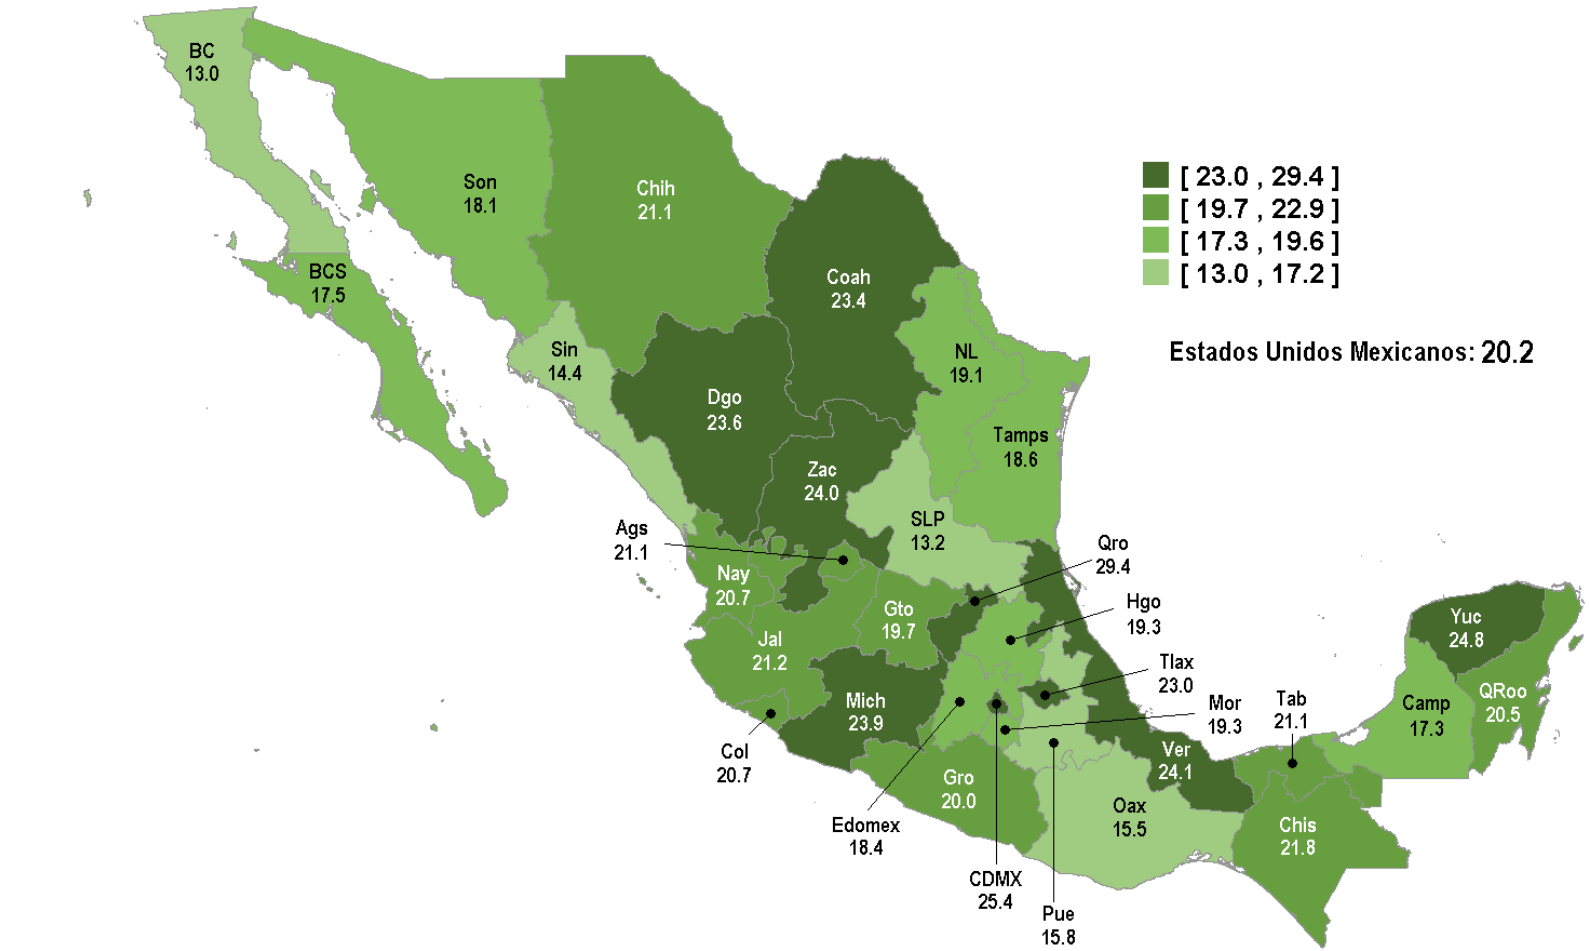 BC
13.0
Son
18.1
Chih
21.1
[ 23.0 , 29.4 ]
[ 19.7 , 22.9 ]
[ 17.3 , 19.6 ]
[ 13.0 , 17.2 ]
BCS
17.5
Coah
23.4
Estados Unidos Mexicanos: 20.2
Sin
14.4
NL
19.1
Dgo
23.6
Tamps
18.6
Zac
24.0
SLP
13.2
Ags
21.1
Qro
29.4
Nay
20.7
Gto
19.7
Hgo
19.3
Jal
21.2
Yuc
24.8
Tlax
23.0
Mich
23.9
Mor
19.3
Tab
21.1
Camp
17.3
QRoo
20.5
Col
20.7
Ver
24.1
Gro
20.0
Oax
15.5
Edomex
18.4
Chis
21.8
CDMX
25.4
Pue
15.8